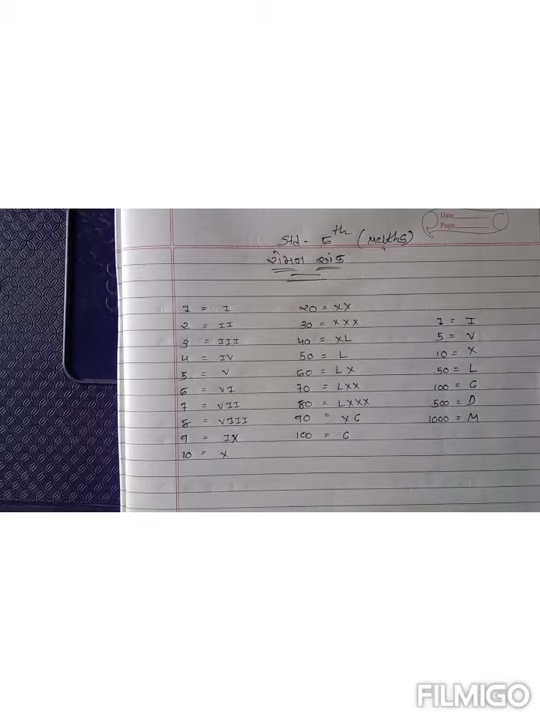 Date
Page
Std - 5th (Maths)
રોમન અંક
1 = I
2 = II
3 = III
4 = IV
5 = V
6 = VI
7 = VII
8 = VIII
9 = IX
10 = X
20 = XX
30 = XXX
40 = XL
50 = L
60 = LX
70 = LXX
80 = LXXX
90 = XC
100 = C
1 = I
5 = V
10 = X
50 = L
100 = C
500 = D
1000 = M
FILMIGO